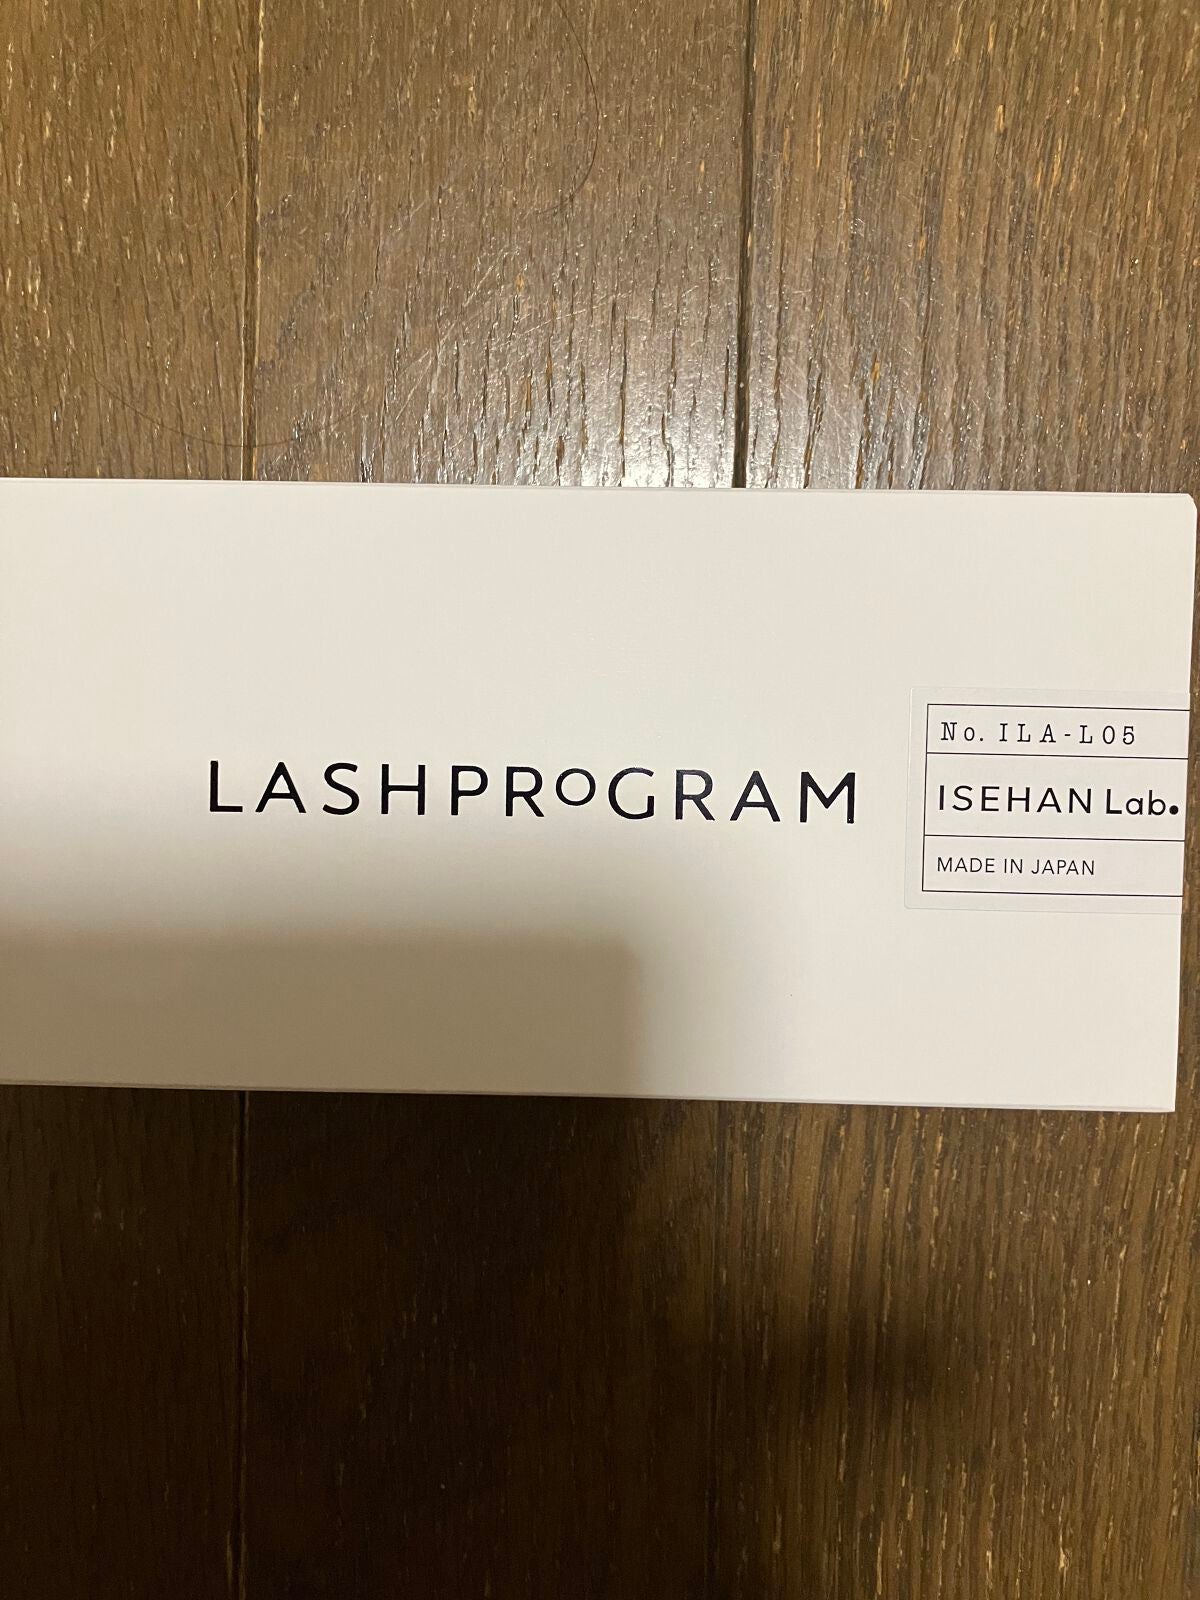 LASHPROGRAM
No. ILA-L05
ISEHAN Lab.
MADE IN JAPAN